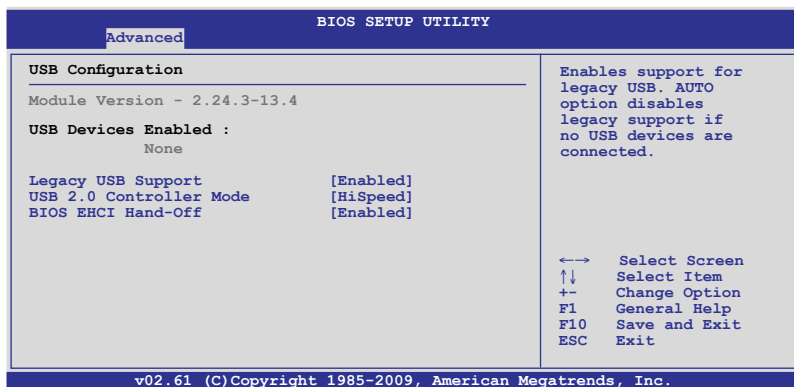 BIOS SETUP UTILITY
Advanced
USB Configuration
Module Version - 2.24.3-13.4
USB Devices Enabled :
None
Legacy USB Support [Enabled]
USB 2.0 Controller Mode [HiSpeed]
BIOS EHCI Hand-Off [Enabled]
Enables support for
legacy USB. AUTO
option disables
legacy support if
no USB devices are
connected.
←→ Select Screen
↑↓ Select Item
+- Change Option
F1 General Help
F10 Save and Exit
ESC Exit
v02.61 (C)Copyright 1985-2009, American Megatrends, Inc.